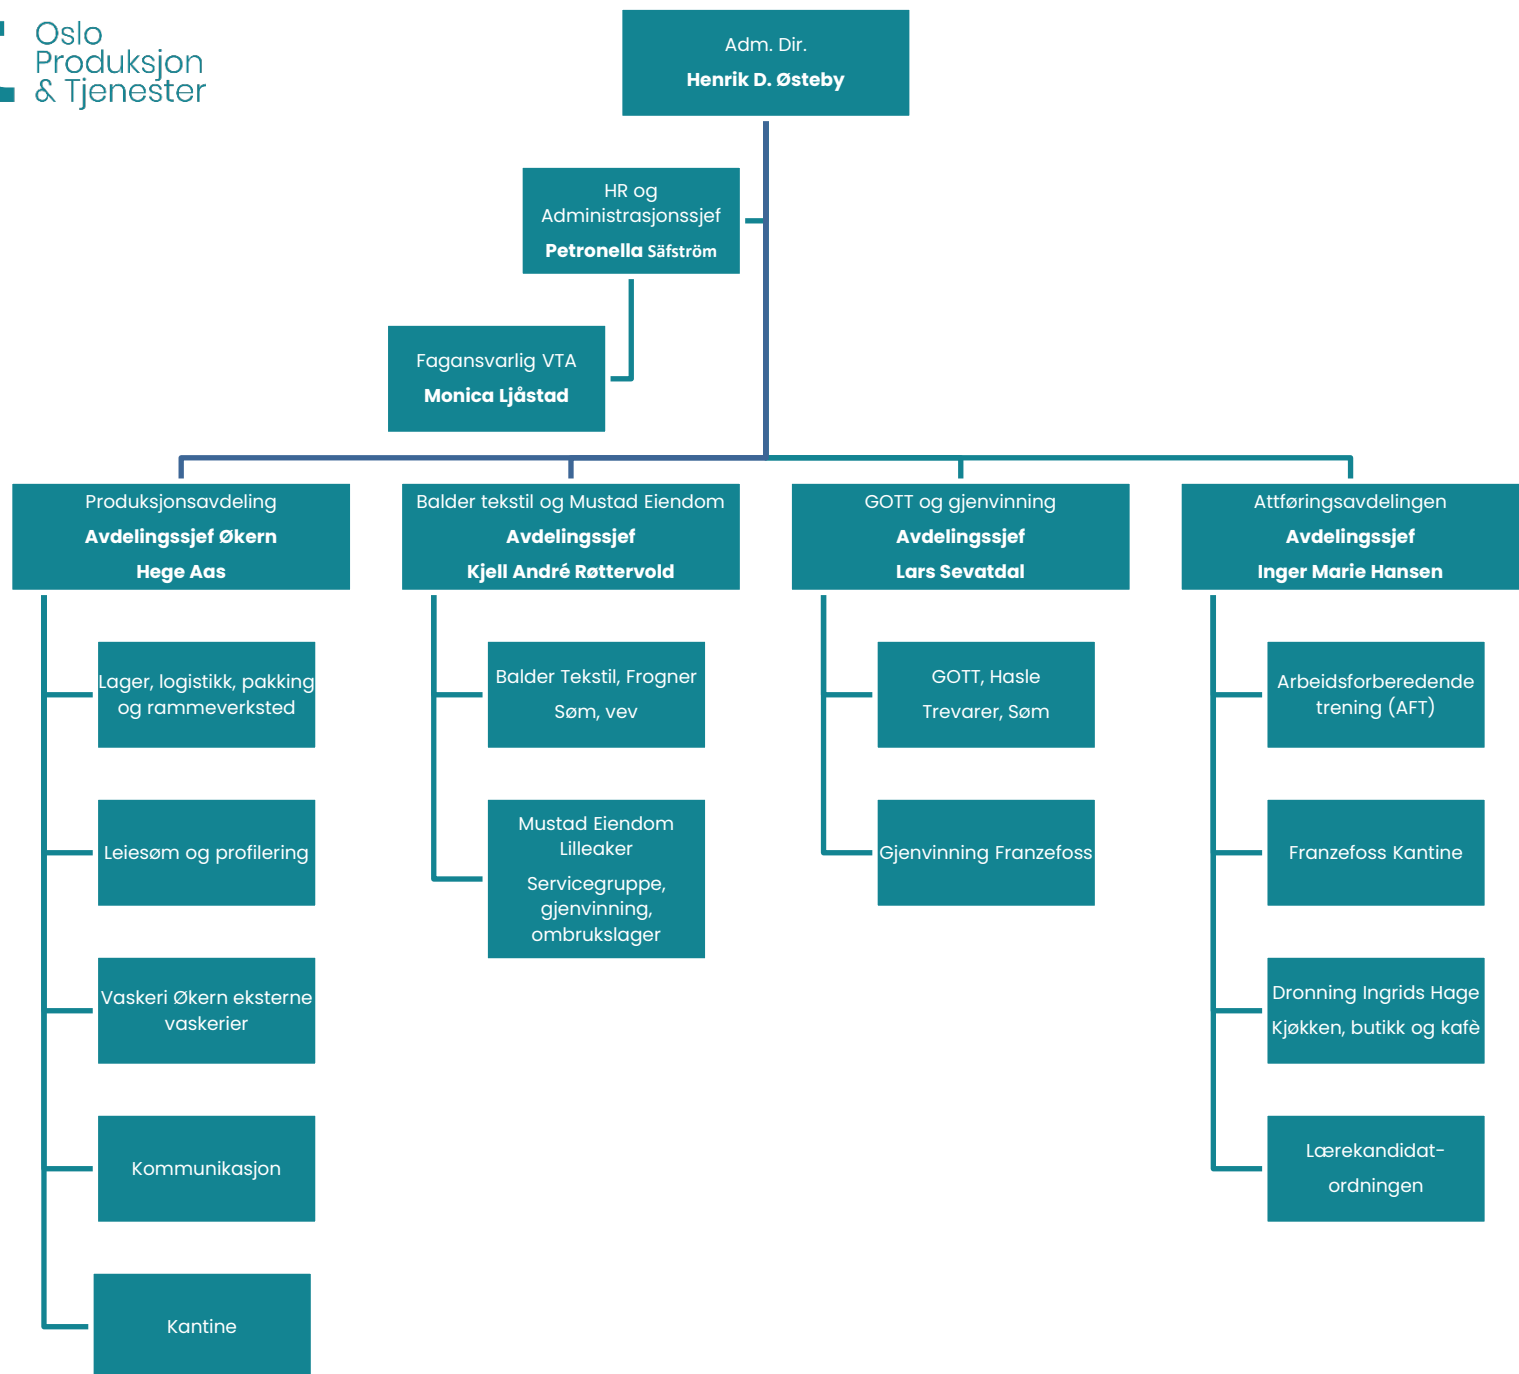 Oslo
Produksjon
& Tjenester
Adm. Dir.
Henrik D. Østeby
HR og
Administrasjonssjef
Petronella Säfström
Fagansvarlig VTA
Monica Ljåstad
Produksjonsavdeling
Avdelingssjef Økern
Hege Aas
Balder tekstil og Mustad Eiendom
Avdelingssjef
Kjell André Røttervold
GOTT og gjenvinning
Avdelingssjef
Lars Sevatdal
Attføringsavdelingen
Avdelingssjef
Inger Marie Hansen
Lager, logistikk, pakking
og rammeverksted
Leiesøm og profilering
Vaskeri Økern eksterne
vaskerier
Kommunikasjon
Kantine
Balder Tekstil, Frogner
Søm, vev
Mustad Eiendom
Lilleaker
Servicegruppe,
gjenvinning,
ombrukslager
GOTT, Hasle
Trevarer, Søm
Gjenvinning Franzefoss
Arbeidsforberedende
trening (AFT)
Franzefoss Kantine
Dronning Ingrids Hage
Kjøkken, butikk og kafè
Lærekandidat-
ordningen